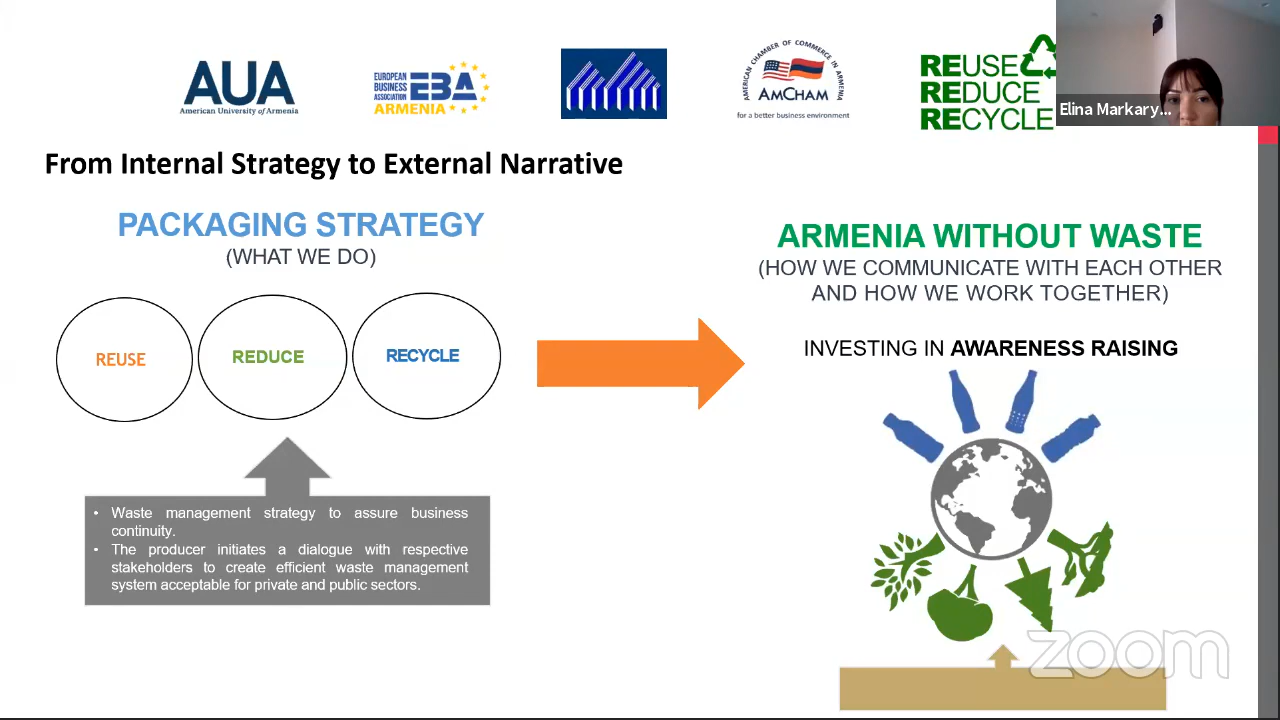 AUA
American University of Armenia
EUROPEAN
BUSINESS
ASSOCIATION
EBA
ARMENIA
AMERICAN CHAMBER OF COMMERCE IN ARMENIA
AMCHAM
for a better business environment
REUSE
REDUCE
RECYCLE
Elina Markary...
From Internal Strategy to External Narrative
PACKAGING STRATEGY
(WHAT WE DO)
REUSE
REDUCE
RECYCLE
• Waste management strategy to assure business
continuity.
• The producer initiates a dialogue with respective
stakeholders to create efficient waste management
system acceptable for private and public sectors.
ARMENIA WITHOUT WASTE
(HOW WE COMMUNICATE WITH EACH OTHER
AND HOW WE WORK TOGETHER)
INVESTING IN AWARENESS RAISING
zoom